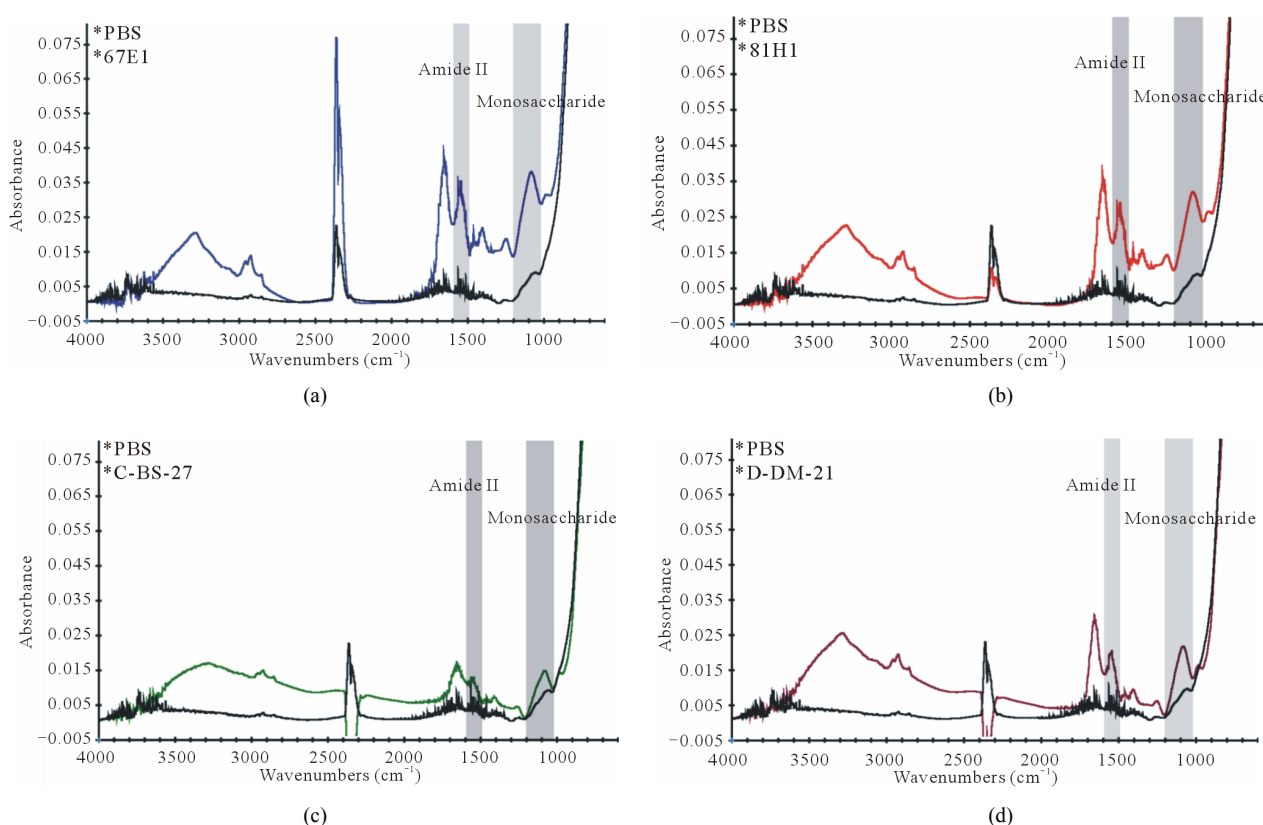 *PBS
*67E1
Amide II
Monosaccharide
Absorbance
0.075
0.065
0.055
0.045
0.035
0.025
0.015
0.005
−0.005
4000 3500 3000 2500 2000 1500 1000
Wavenumbers (cm⁻¹)
(a)
*PBS
*81H1
Amide II
Monosaccharide
Absorbance
0.075
0.065
0.055
0.045
0.035
0.025
0.015
0.005
−0.005
4000 3500 3000 2500 2000 1500 1000
Wavenumbers (cm⁻¹)
(b)
*PBS
*C-BS-27
Amide II
Monosaccharide
Absorbance
0.075
0.065
0.055
0.045
0.035
0.025
0.015
0.005
−0.005
4000 3500 3000 2500 2000 1500 1000
Wavenumbers (cm⁻¹)
(c)
*PBS
*D-DM-21
Amide II
Monosaccharide
Absorbance
0.075
0.065
0.055
0.045
0.035
0.025
0.015
0.005
−0.005
4000 3500 3000 2500 2000 1500 1000
Wavenumbers (cm⁻¹)
(d)